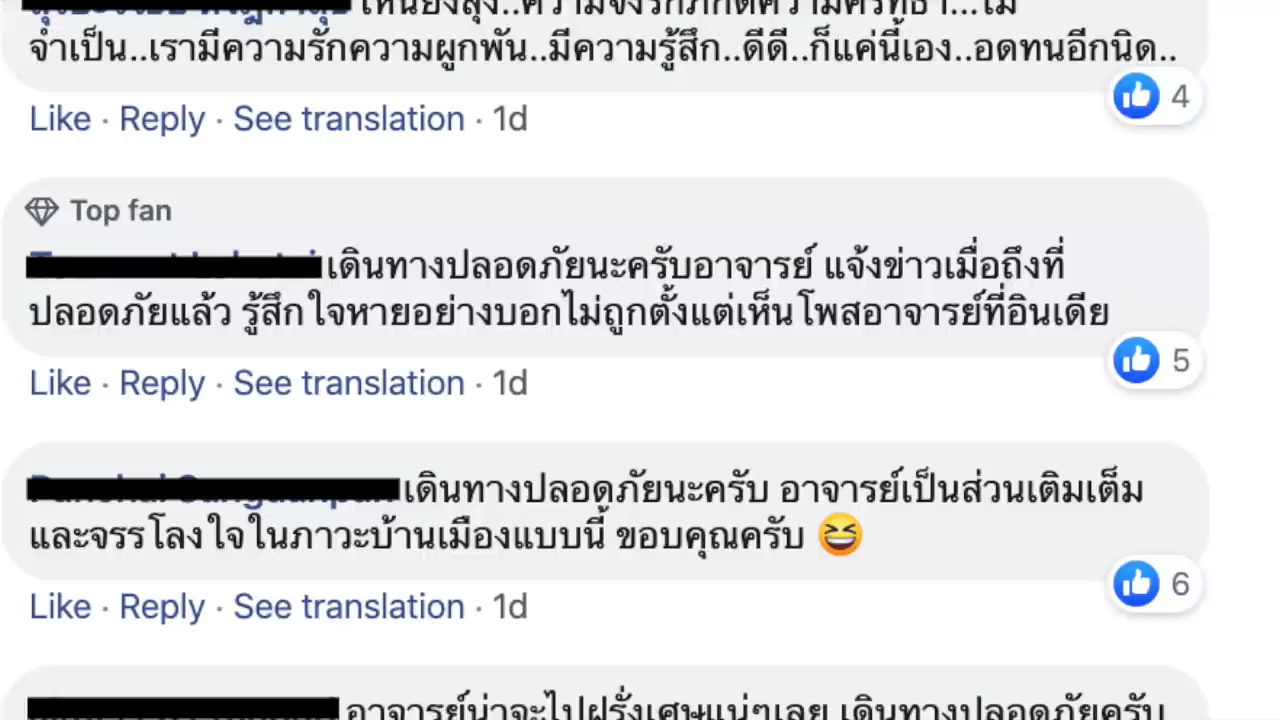 จำเป็น..เรามีความรักความผูกพัน..มีความรู้สึก..ดีดี..ก็แค่นี้เอง..อดทนอีกนิด..
4
Like · Reply · See translation · 1d
Top fan
เดินทางปลอดภัยนะครับอาจารย์ แจ้งข่าวเมื่อถึงที่
ปลอดภัยแล้ว รู้สึกใจหายอย่างบอกไม่ถูกตั้งแต่เห็นโพสอาจารย์ที่อินเดีย
5
Like · Reply · See translation · 1d
เดินทางปลอดภัยนะครับ อาจารย์เป็นส่วนเติมเต็ม
และจรรโลงใจในภาวะบ้านเมืองแบบนี้ ขอบคุณครับ 😆
6
Like · Reply · See translation · 1d
อาจารย์น่าจะไปฝรั่งเศษแน่ๆเลย เดินทางปลอดภัยครับ